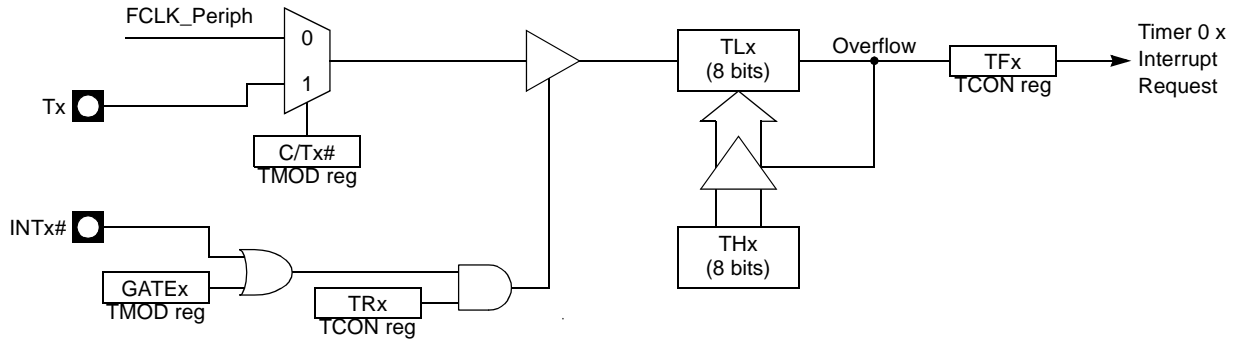 FCLK_Periph
0
1
Tx
C/Tx#
TMOD reg
TLx
(8 bits)
Overflow
TFx
TCON reg
Timer 0 x
Interrupt
Request
INTx#
GATEx
TMOD reg
TRx
TCON reg
THx
(8 bits)